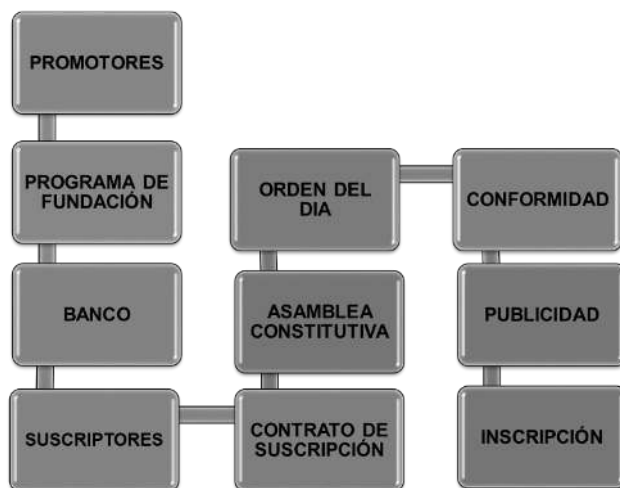 PROMOTORES
PROGRAMA DE
FUNDACIÓN
BANCO
SUSCRIPTORES
CONTRATO DE
SUSCRIPCIÓN
ASAMBLEA
CONSTITUTIVA
ORDEN DEL
DIA
CONFORMIDAD
PUBLICIDAD
INSCRIPCIÓN